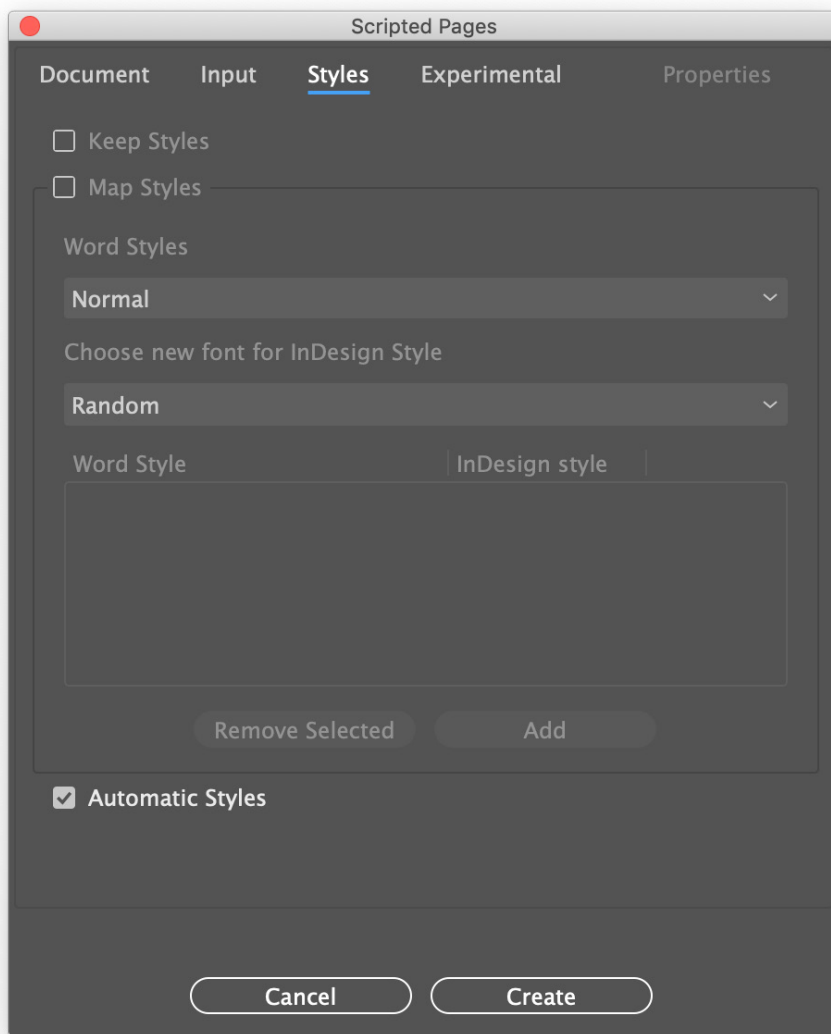 Scripted Pages
Document Input Styles Experimental Properties
Keep Styles
Map Styles
Word Styles
Normal
Choose new font for InDesign Style
Random
Word Style InDesign style
Remove Selected Add
Automatic Styles
Cancel Create